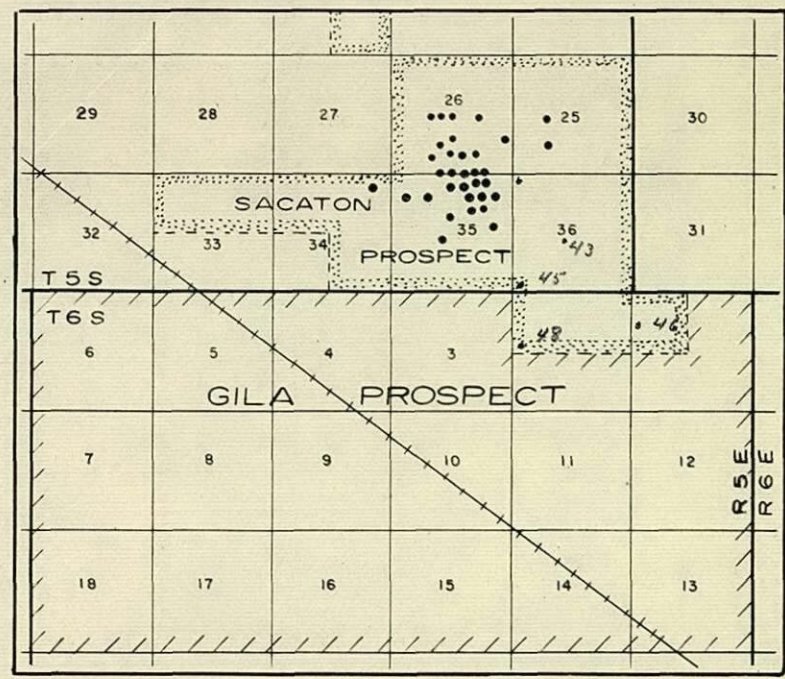 26
29 28 27 25 30
SACATON
32 33 34 35 36 31
43
PROSPECT
T5S 45
T6S 46
48
6 5 4 3
GILA PROSPECT
7 8 9 10 11 12
R5E
R6E
18 17 16 15 14 13